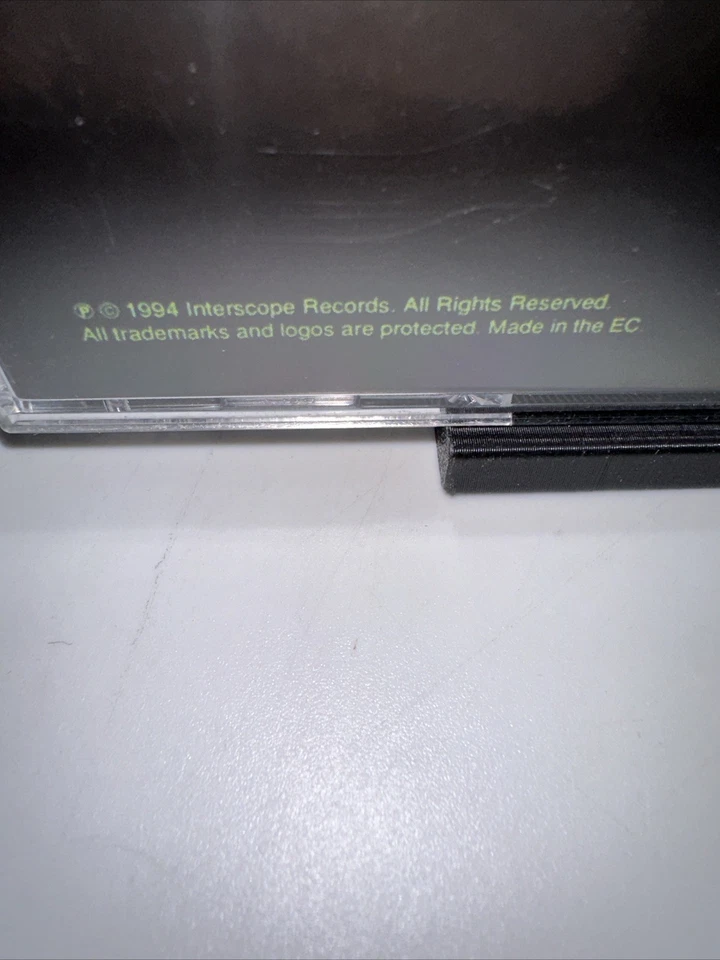 ℗ © 1994 Interscope Records. All Rights Reserved.
All trademarks and logos are protected. Made in the EC